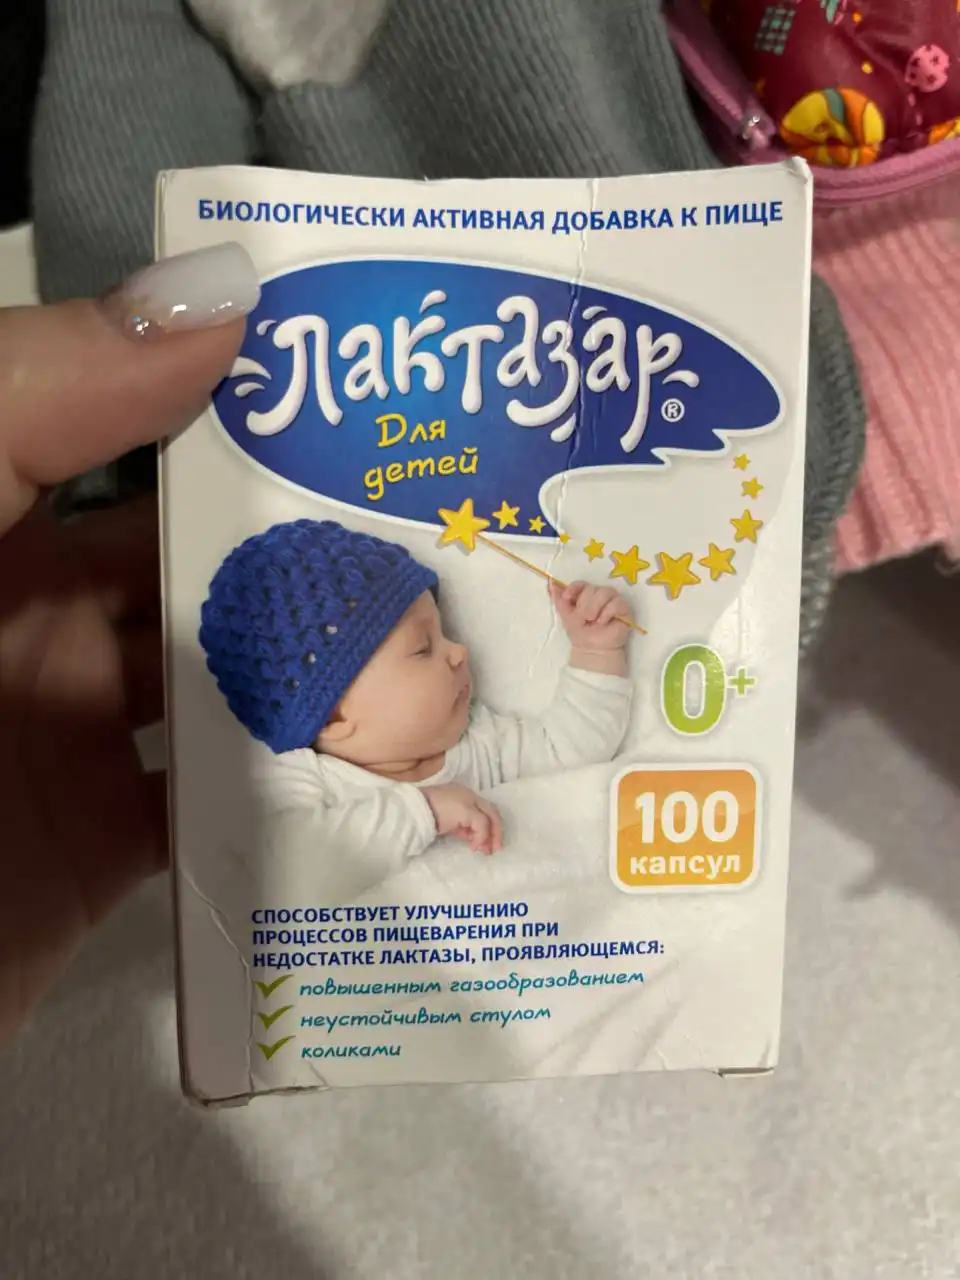 БИОЛОГИЧЕСКИ АКТИВНАЯ ДОБАВКА К ПИЩЕ
Лактазар®
Для
детей
0+
100
капсул
СПОСОБСТВУЕТ УЛУЧШЕНИЮ
ПРОЦЕССОВ ПИЩЕВАРЕНИЯ ПРИ
НЕДОСТАТКЕ ЛАКТАЗЫ, ПРОЯВЛЯЮЩЕМСЯ:
повышенным газообразованием
неустойчивым стулом
коликами